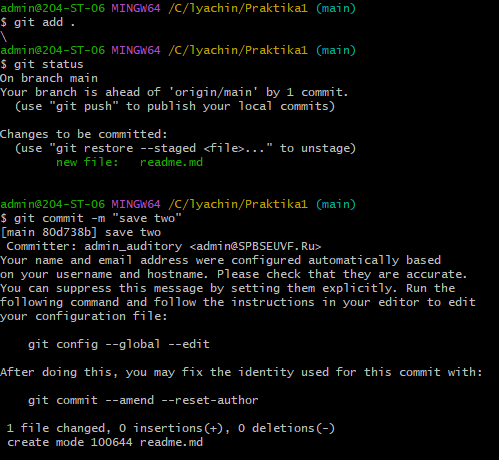 admin@204-ST-06 MINGW64 /C/lyachin/Praktika1 (main)
$ git add .
\
admin@204-ST-06 MINGW64 /C/lyachin/Praktika1 (main)
$ git status
On branch main
Your branch is ahead of 'origin/main' by 1 commit.
  (use "git push" to publish your local commits)

Changes to be committed:
  (use "git restore --staged <file>..." to unstage)
        new file:   readme.md


admin@204-ST-06 MINGW64 /C/lyachin/Praktika1 (main)
$ git commit -m "save two"
[main 80d738b] save two
 Committer: admin_auditory <admin@SPBSEUVF.Ru>
Your name and email address were configured automatically based
on your username and hostname. Please check that they are accurate.
You can suppress this message by setting them explicitly. Run the
following command and follow the instructions in your editor to edit
your configuration file:

    git config --global --edit

After doing this, you may fix the identity used for this commit with:

    git commit --amend --reset-author

 1 file changed, 0 insertions(+), 0 deletions(-)
 create mode 100644 readme.md